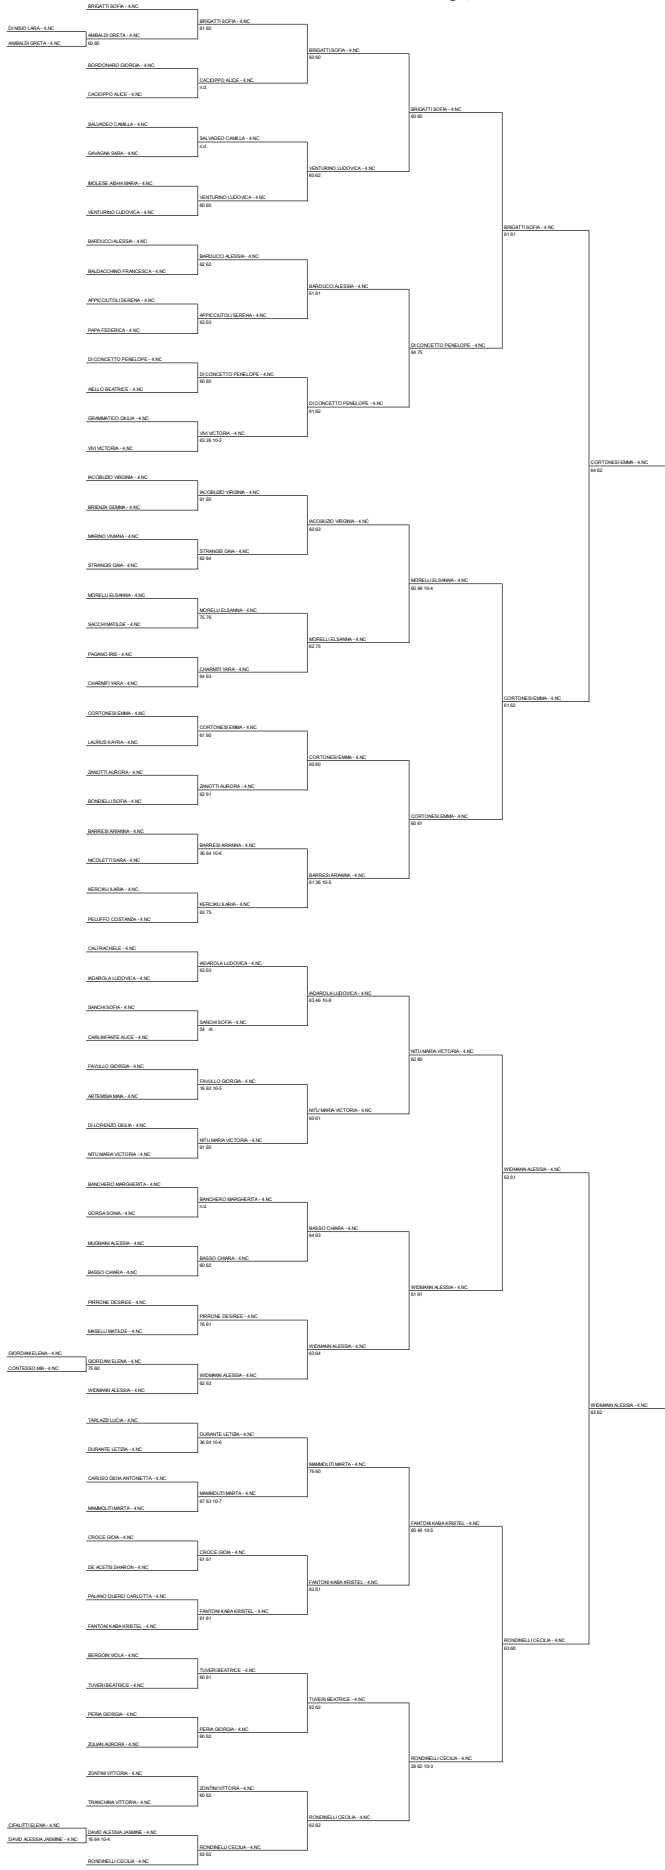 BRIGATTI SOFIA - 4.NC
DI NISIO LARA - 4.NC
ANIBALDI GRETA - 4.NC
ANIBALDI GRETA - 4.NC
60 60
BRIGATTI SOFIA - 4.NC
61 60
BORDONARO GIORGIA - 4.NC
CACIOPPO ALICE - 4.NC
CACIOPPO ALICE - 4.NC
n.d.
BRIGATTI SOFIA - 4.NC
60 60
SALVADEO CAMILLA - 4.NC
GAVAGNA SARA - 4.NC
SALVADEO CAMILLA - 4.NC
n.d.
IMOLESE AISHA MARIA - 4.NC
VENTURINO LUDOVICA - 4.NC
VENTURINO LUDOVICA - 4.NC
60 60
VENTURINO LUDOVICA - 4.NC
60 62
BRIGATTI SOFIA - 4.NC
60 60
BARDUCCI ALESSIA - 4.NC
BALDACCHINO FRANCESCA - 4.NC
BARDUCCI ALESSIA - 4.NC
62 62
APPICCIUTOLI SERENA - 4.NC
PAPA FEDERICA - 4.NC
APPICCIUTOLI SERENA - 4.NC
63 63
BARDUCCI ALESSIA - 4.NC
61 61
DI CONCETTO PENELOPE - 4.NC
AIELLO BEATRICE - 4.NC
DI CONCETTO PENELOPE - 4.NC
60 60
GRAMMATICO GIULIA - 4.NC
VIVI VICTORIA - 4.NC
VIVI VICTORIA - 4.NC
63 26 10-2
DI CONCETTO PENELOPE - 4.NC
61 62
DI CONCETTO PENELOPE - 4.NC
64 75
BRIGATTI SOFIA - 4.NC
61 61
IACOBUZIO VIRGINIA - 4.NC
BRIENZA GEMMA - 4.NC
IACOBUZIO VIRGINIA - 4.NC
61 60
MARINO VIVIANA - 4.NC
STRANGIS GAIA - 4.NC
STRANGIS GAIA - 4.NC
62 64
IACOBUZIO VIRGINIA - 4.NC
60 63
MORELLI ELSANNA - 4.NC
SACCHI MATILDE - 4.NC
MORELLI ELSANNA - 4.NC
75 76
PAGANO IRIS - 4.NC
CHARMITI YARA - 4.NC
CHARMITI YARA - 4.NC
64 63
MORELLI ELSANNA - 4.NC
62 75
MORELLI ELSANNA - 4.NC
60 46 10-4
CORTONESI EMMA - 4.NC
LAURUS KAYRA - 4.NC
CORTONESI EMMA - 4.NC
61 60
ZANOTTI AURORA - 4.NC
BONDIELLI SOFIA - 4.NC
ZANOTTI AURORA - 4.NC
62 61
CORTONESI EMMA - 4.NC
60 60
BARRESI ARIANNA - 4.NC
NICOLETTI SARA - 4.NC
BARRESI ARIANNA - 4.NC
36 64 10-8
KERCIKU ILARIA - 4.NC
PELUFFO COSTANZA - 4.NC
KERCIKU ILARIA - 4.NC
63 75
BARRESI ARIANNA - 4.NC
61 36 10-5
CORTONESI EMMA - 4.NC
60 61
CORTONESI EMMA - 4.NC
61 62
CORTONESI EMMA - 4.NC
64 62
CALÌ RACHELE - 4.NC
IADAROLA LUDOVICA - 4.NC
IADAROLA LUDOVICA - 4.NC
63 63
SANCHI SOFIA - 4.NC
CARLINFANTE ALICE - 4.NC
SANCHI SOFIA - 4.NC
54 rit.
IADAROLA LUDOVICA - 4.NC
63 46 10-8
FAVULLO GIORGIA - 4.NC
ARTEMISIA MAIA - 4.NC
FAVULLO GIORGIA - 4.NC
16 62 10-5
DI LORENZO GIULIA - 4.NC
NITU MARIA VICTORIA - 4.NC
NITU MARIA VICTORIA - 4.NC
61 60
NITU MARIA VICTORIA - 4.NC
60 61
NITU MARIA VICTORIA - 4.NC
62 60
BANCHERO MARGHERITA - 4.NC
GORGA SONIA - 4.NC
BANCHERO MARGHERITA - 4.NC
n.d.
MUGNAINI ALESSIA - 4.NC
BASSO CHIARA - 4.NC
BASSO CHIARA - 4.NC
60 62
BASSO CHIARA - 4.NC
64 63
PIRRONE DESIREE - 4.NC
MASELLI MATILDE - 4.NC
PIRRONE DESIREE - 4.NC
76 61
GIORDANI ELENA - 4.NC
CONTESSO MIA - 4.NC
GIORDANI ELENA - 4.NC
75 60
WIDMANN ALESSIA - 4.NC
WIDMANN ALESSIA - 4.NC
62 63
WIDMANN ALESSIA - 4.NC
63 64
WIDMANN ALESSIA - 4.NC
61 61
WIDMANN ALESSIA - 4.NC
62 61
TARLAZZI LUCIA - 4.NC
DURANTE LETIZIA - 4.NC
DURANTE LETIZIA - 4.NC
36 64 10-6
CARUSO GIOIA ANTONIETTA - 4.NC
MAMMOLITI MARTA - 4.NC
MAMMOLITI MARTA - 4.NC
67 63 10-7
MAMMOLITI MARTA - 4.NC
76 60
CROCE GIOIA - 4.NC
DE ACETIS SHARON - 4.NC
CROCE GIOIA - 4.NC
61 61
PALANO QUERO CARLOTTA - 4.NC
FANTONI KABA KRISTEL - 4.NC
FANTONI KABA KRISTEL - 4.NC
61 61
FANTONI KABA KRISTEL - 4.NC
62 61
FANTONI KABA KRISTEL - 4.NC
60 46 10-5
BERGOIN VIOLA - 4.NC
TUVERI BEATRICE - 4.NC
TUVERI BEATRICE - 4.NC
60 61
PERIA GIORGIA - 4.NC
ZULIAN AURORA - 4.NC
PERIA GIORGIA - 4.NC
60 62
TUVERI BEATRICE - 4.NC
62 62
ZONTINI VITTORIA - 4.NC
TRANCHINA VITTORIA - 4.NC
ZONTINI VITTORIA - 4.NC
60 62
CIFALITTI ELENA - 4.NC
DAVID ALESSIA JASMINE - 4.NC
DAVID ALESSIA JASMINE - 4.NC
16 64 10-4
RONDINELLI CECILIA - 4.NC
RONDINELLI CECILIA - 4.NC
63 62
RONDINELLI CECILIA - 4.NC
62 62
RONDINELLI CECILIA - 4.NC
26 62 10-3
RONDINELLI CECILIA - 4.NC
63 60
WIDMANN ALESSIA - 4.NC
62 62